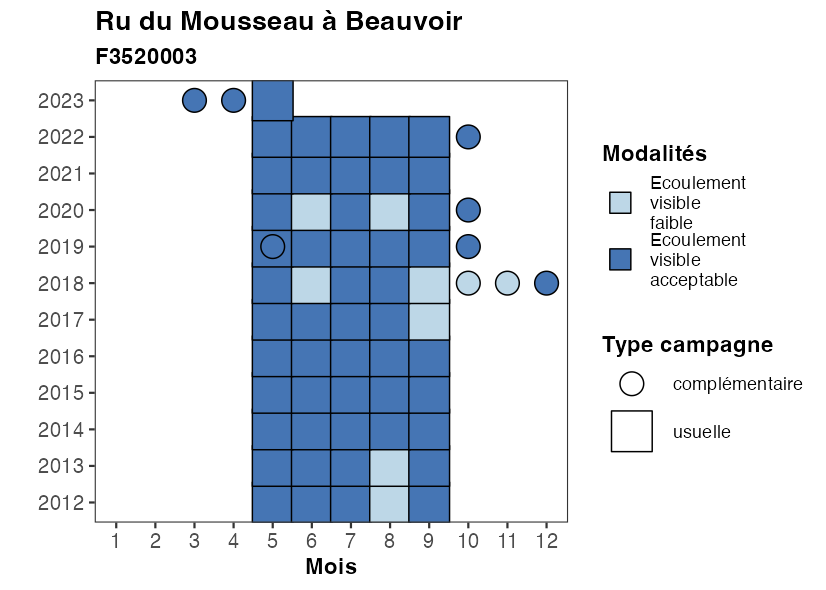 Ru du Mousseau à Beauvoir
F3520003
2023
2022
2021
2020
2019
2018
2017
2016
2015
2014
2013
2012
1 2 3 4 5 6 7 8 9 10 11 12
Mois
Modalités
Ecoulement
visible
faible
Ecoulement
visible
acceptable
Type campagne
complémentaire
usuelle